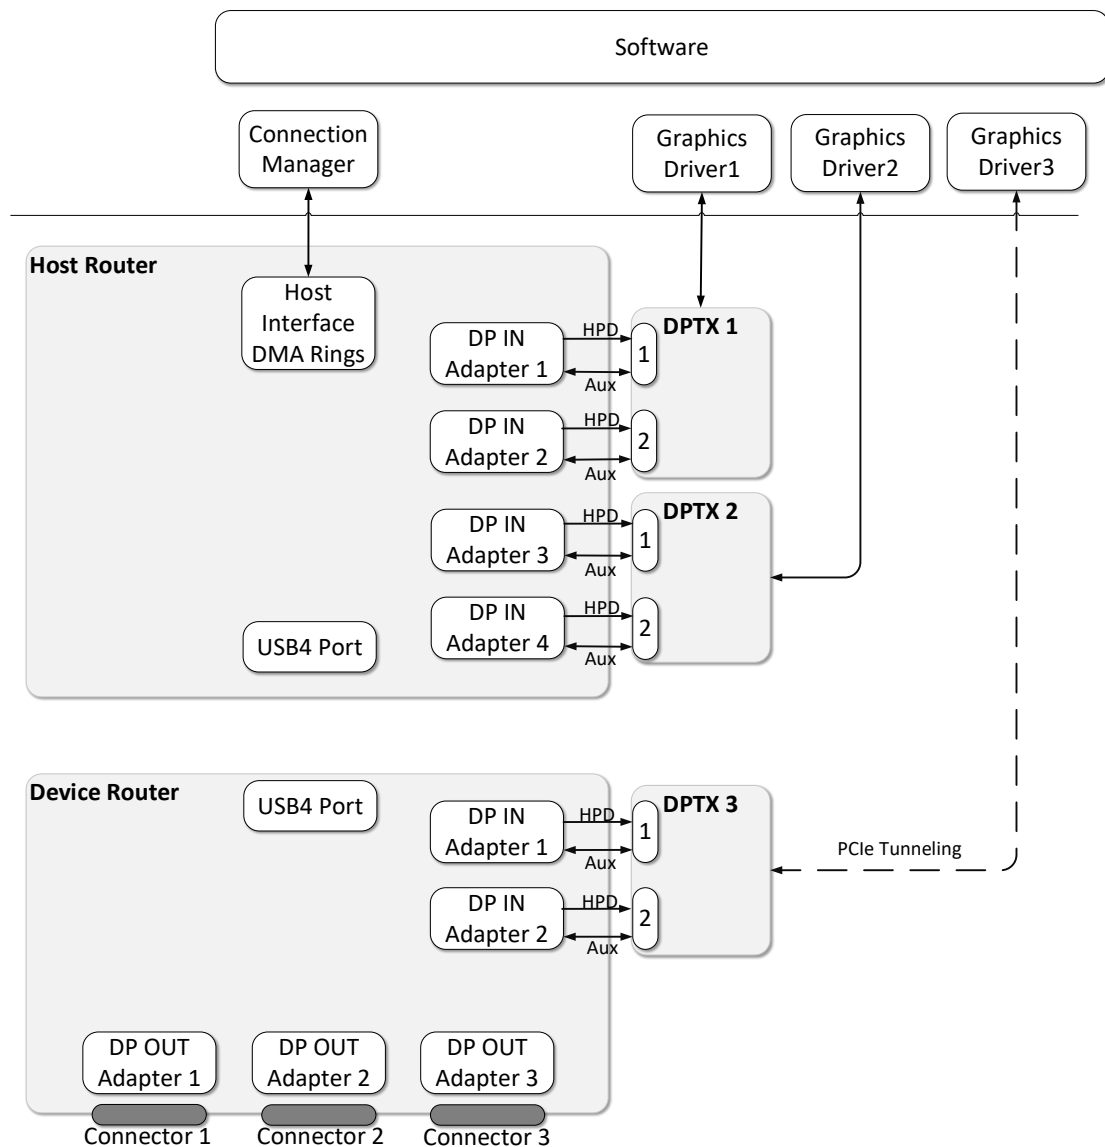 Software
Connection
Manager
Graphics
Driver1
Graphics
Driver2
Graphics
Driver3
Host Router
Host
Interface
DMA Rings
DP IN
Adapter 1
HPD
Aux
1
DPTX 1
DP IN
Adapter 2
HPD
Aux
2
DP IN
Adapter 3
HPD
Aux
1
DPTX 2
DP IN
Adapter 4
HPD
Aux
2
USB4 Port
Device Router
USB4 Port
DP IN
Adapter 1
HPD
Aux
1
DPTX 3
PCIe Tunneling
DP IN
Adapter 2
HPD
Aux
2
DP OUT
Adapter 1
DP OUT
Adapter 2
DP OUT
Adapter 3
Connector 1
Connector 2
Connector 3